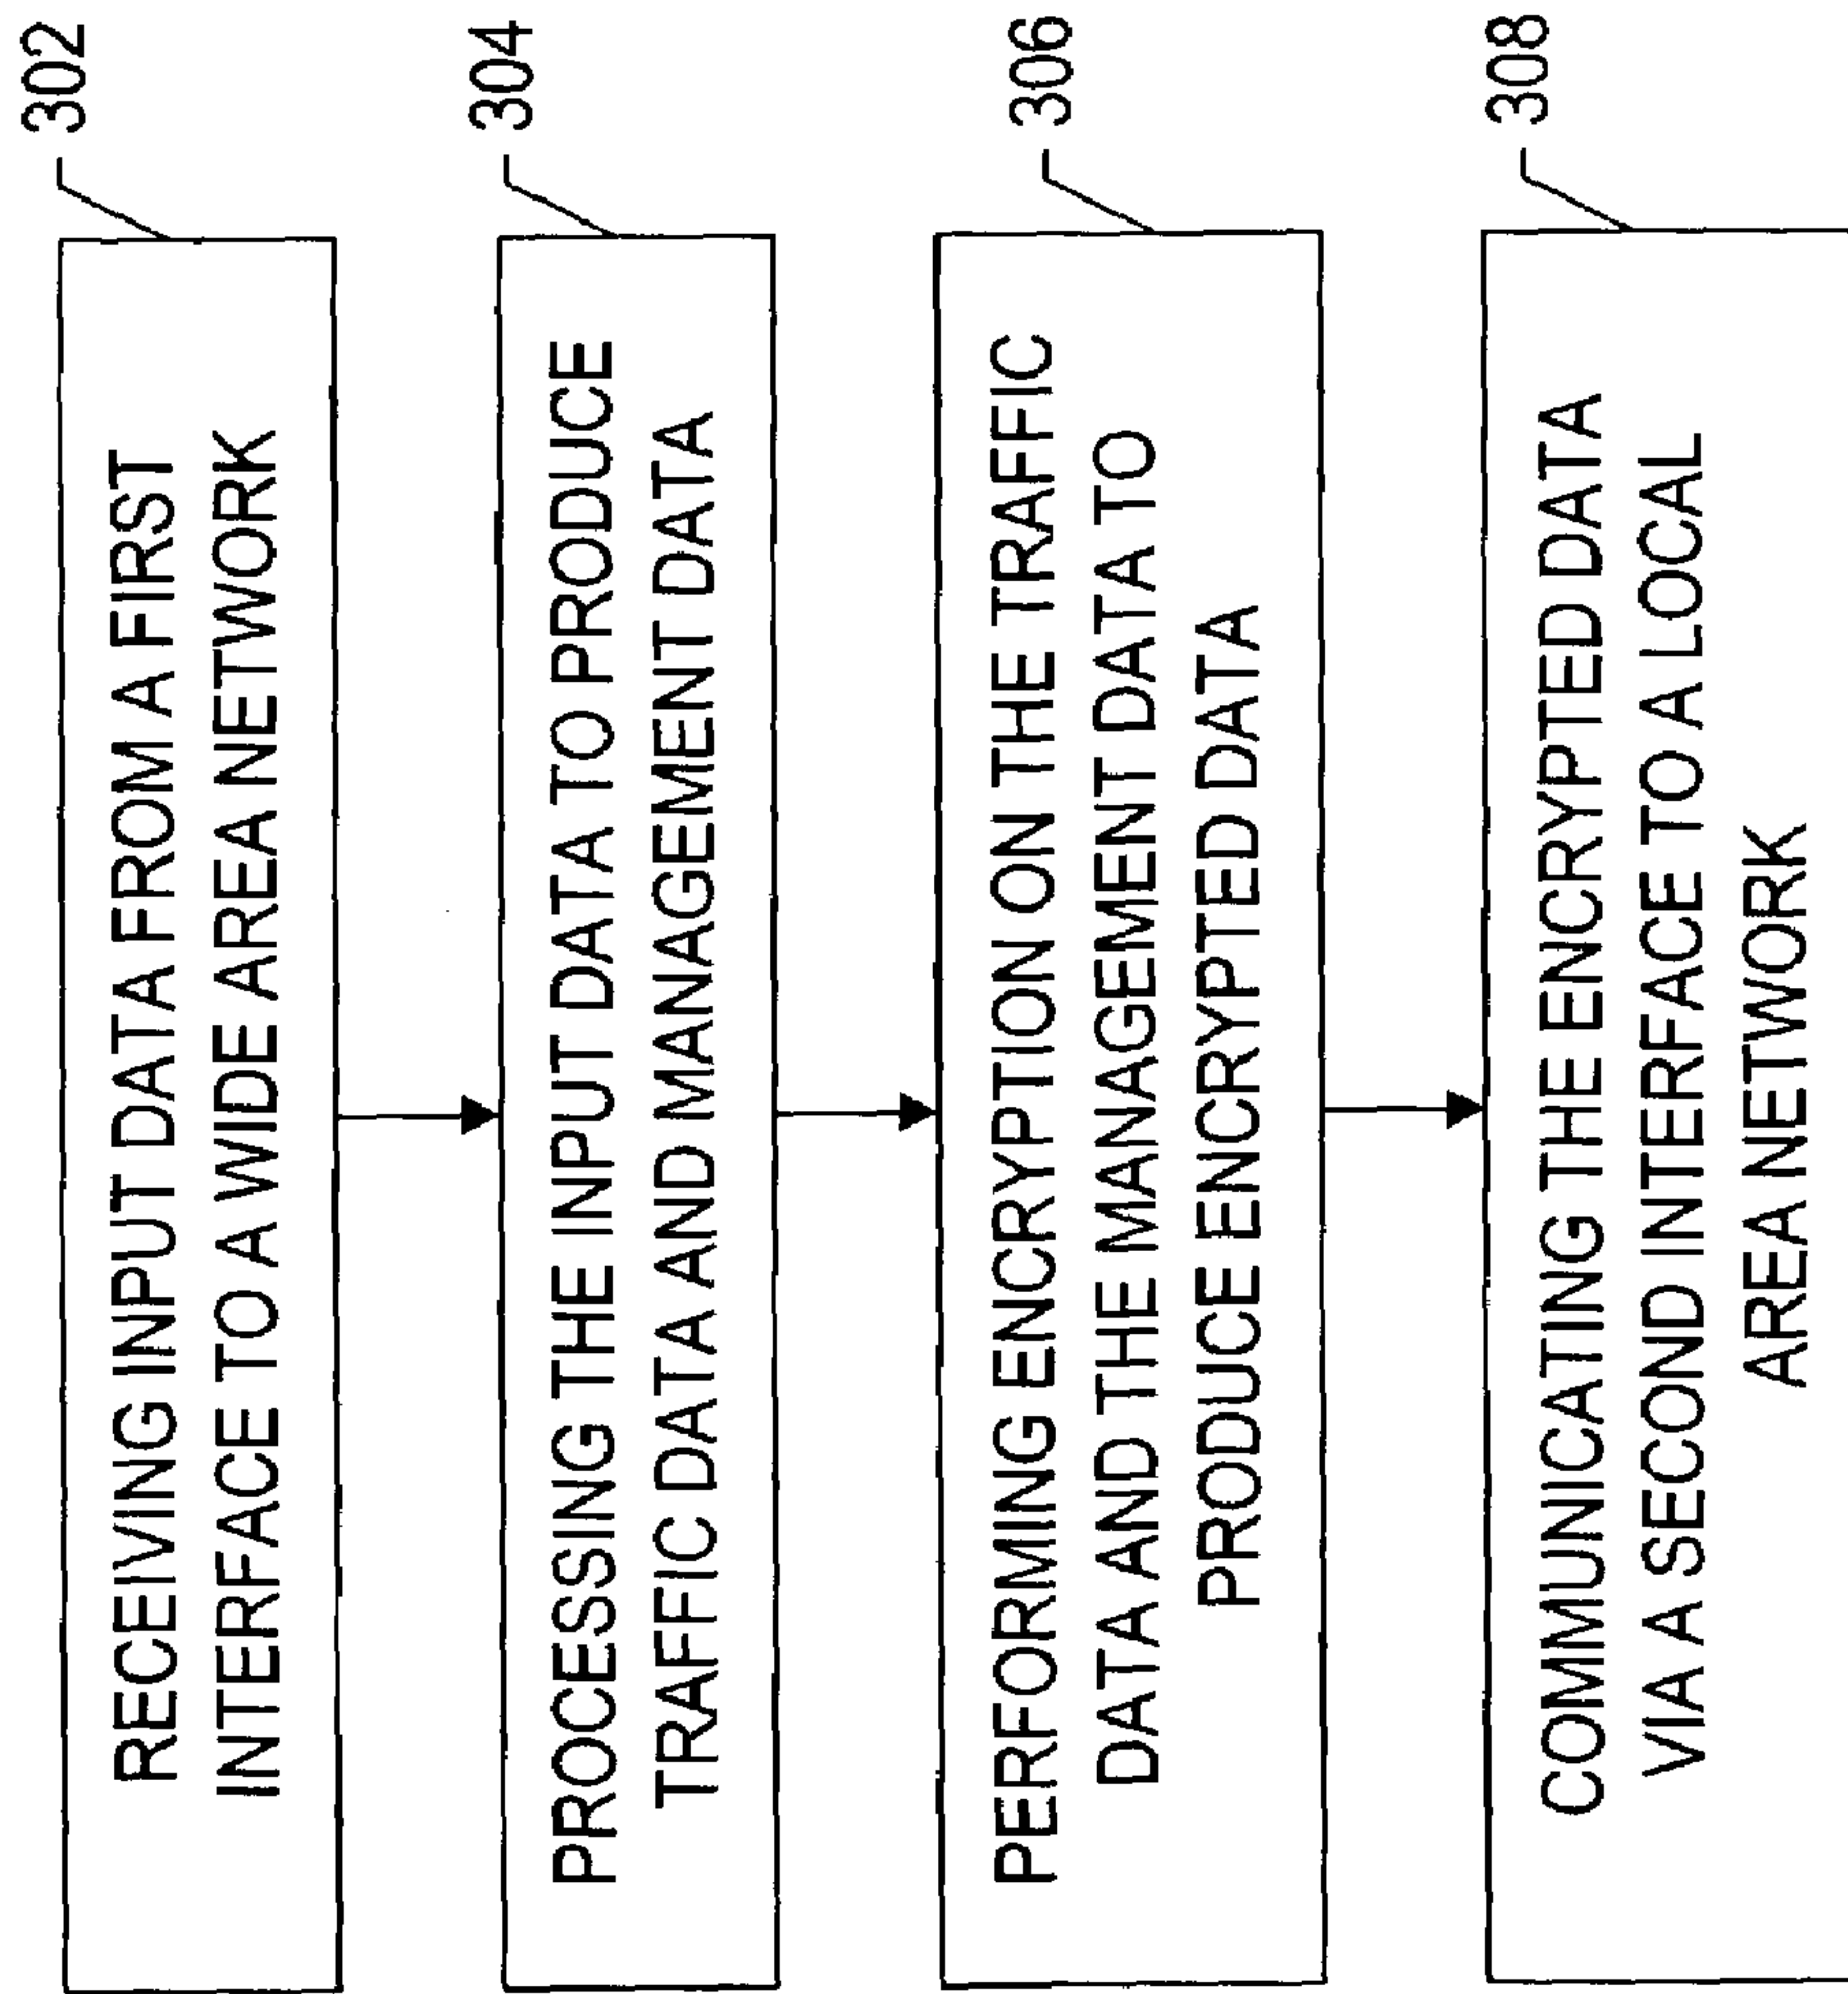 RECEIVING INPUT DATA FROM A FIRST
INTERFACE TO A WIDE AREA NETWORK
302
PROCESSING THE INPUT DATA TO PRODUCE
TRAFFIC DATA AND MANAGEMENT DATA
304
PERFORMING ENCRYPTION ON THE TRAFFIC
DATA AND THE MANAGEMENT DATA TO
PRODUCE ENCRYPTED DATA
306
COMMUNICATING THE ENCRYPTED DATA
VIA A SECOND INTERFACE TO A LOCAL
AREA NETWORK
308